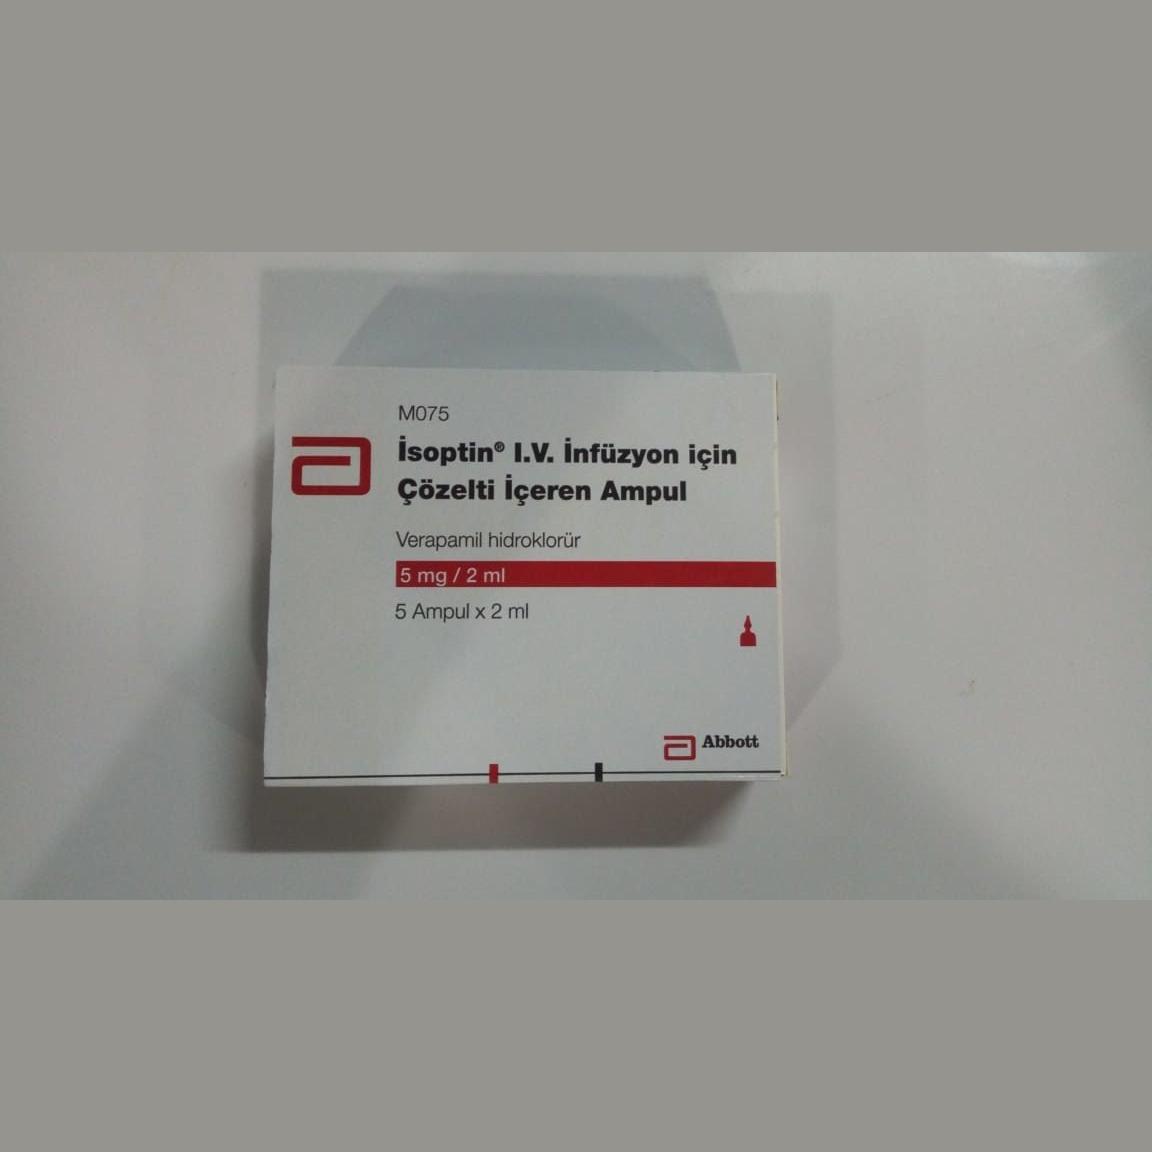 M075
İsoptin® I.V. İnfüzyon için
Çözelti İçeren Ampul
Verapamil hidroklorür
5 mg / 2 ml
5 Ampul x 2 ml
Abbott